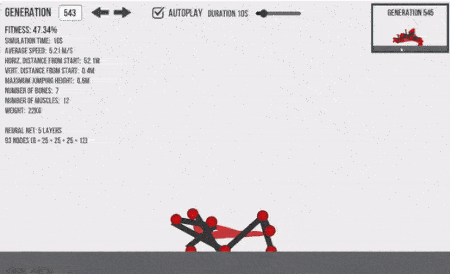 GENERATION 543
AUTOPLAY DURATION: 10S
GENERATION 545
FITNESS: 47.34%
SIMULATION TIME: 10S
AVERAGE SPEED: 5.21 M/S
HORIZ. DISTANCE FROM START: 52.1M
VERT. DISTANCE FROM START: 0.4M
MAXIMUM JUMPING HEIGHT: 0.6M
NUMBER OF BONES: 7
NUMBER OF MUSCLES: 12
WEIGHT: 22KG
NEURAL NET: 5 LAYERS